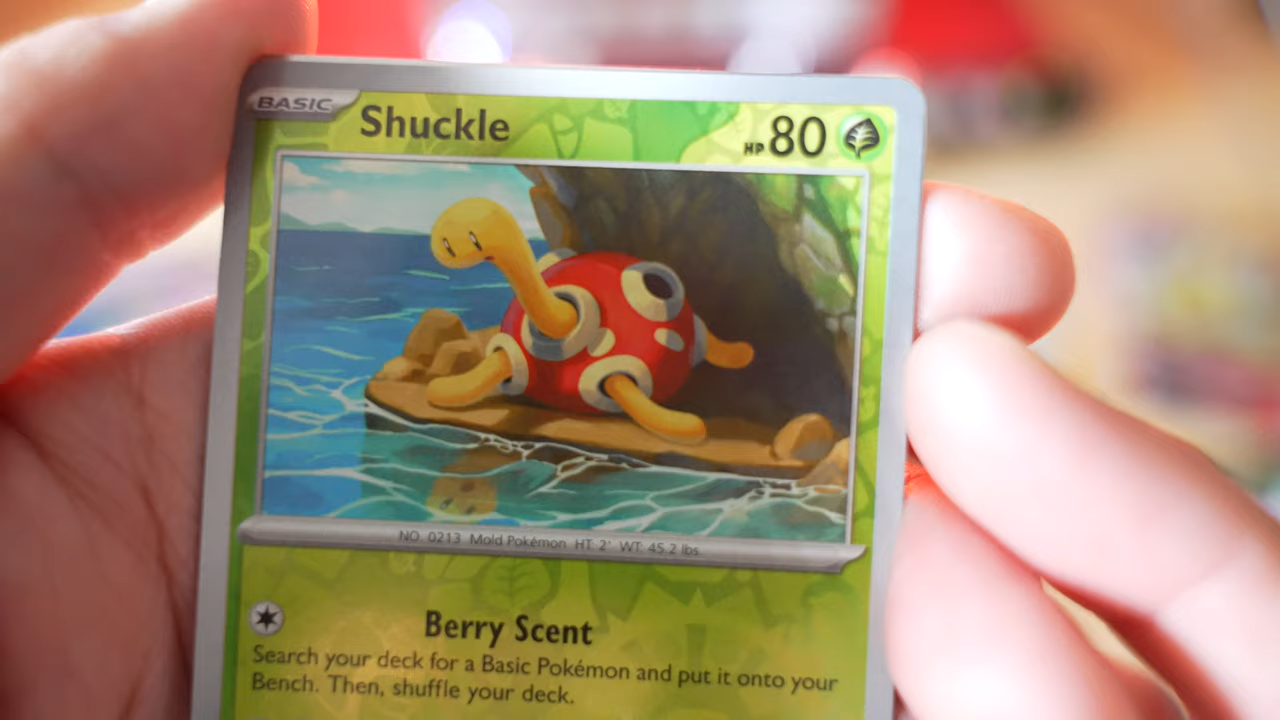 BASIC
Shuckle
HP 80
NO. 0213 Mold Pokémon HT: 2' WT: 45.2 lbs.
Berry Scent
Search your deck for a Basic Pokémon and put it onto your
Bench. Then, shuffle your deck.